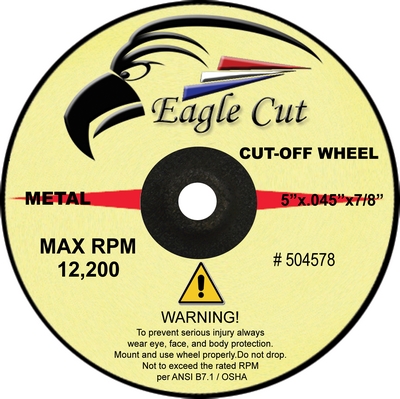 Eagle Cut
CUT-OFF WHEEL
METAL
5”x.045”x7/8”
MAX RPM
12,200
# 504578
!
WARNING!
To prevent serious injury always
wear eye, face, and body protection.
Mount and use wheel properly.Do not drop.
Not to exceed the rated RPM
per ANSI B7.1 / OSHA